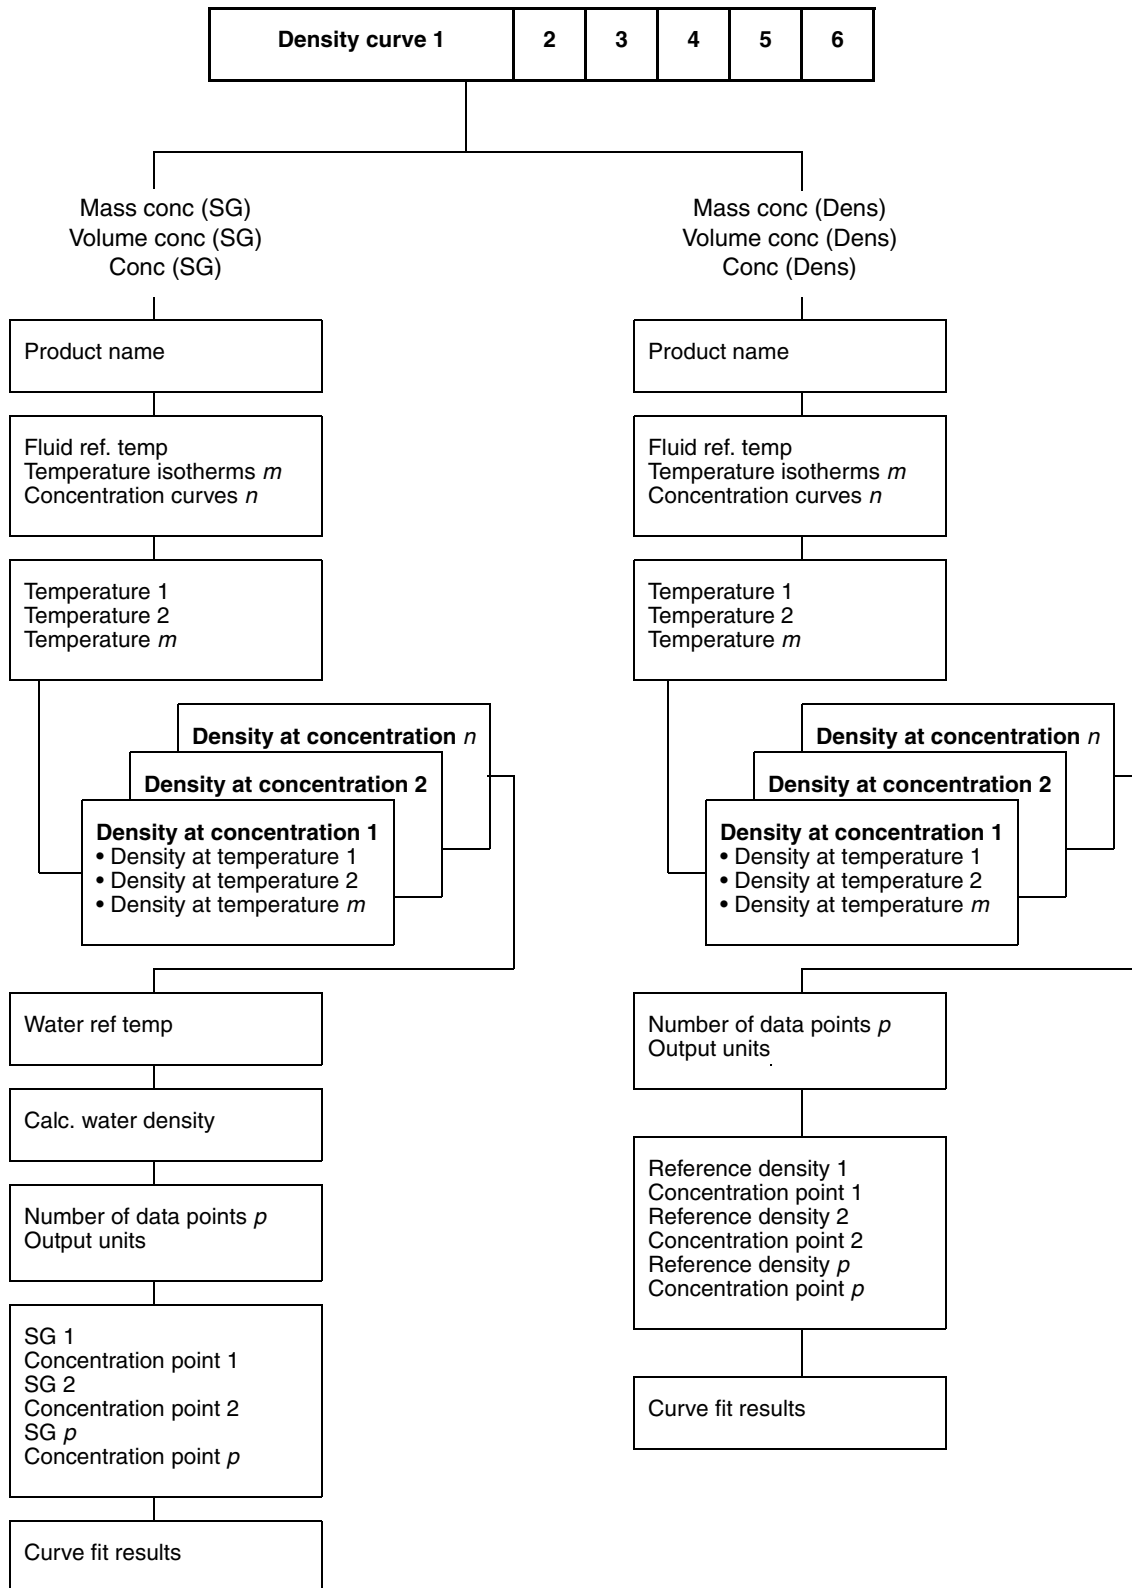 Density curve 1 2 3 4 5 6
Mass conc (SG)
Volume conc (SG)
Conc (SG)
Product name
Fluid ref. temp
Temperature isotherms m
Concentration curves n
Temperature 1
Temperature 2
Temperature m
Density at concentration n
Density at concentration 2
Density at concentration 1
• Density at temperature 1
• Density at temperature 2
• Density at temperature m
Water ref temp
Calc. water density
Number of data points p
Output units
SG 1
Concentration point 1
SG 2
Concentration point 2
SG p
Concentration point p
Curve fit results
Mass conc (Dens)
Volume conc (Dens)
Conc (Dens)
Product name
Fluid ref. temp
Temperature isotherms m
Concentration curves n
Temperature 1
Temperature 2
Temperature m
Density at concentration n
Density at concentration 2
Density at concentration 1
• Density at temperature 1
• Density at temperature 2
• Density at temperature m
Number of data points p
Output units
Reference density 1
Concentration point 1
Reference density 2
Concentration point 2
Reference density p
Concentration point p
Curve fit results